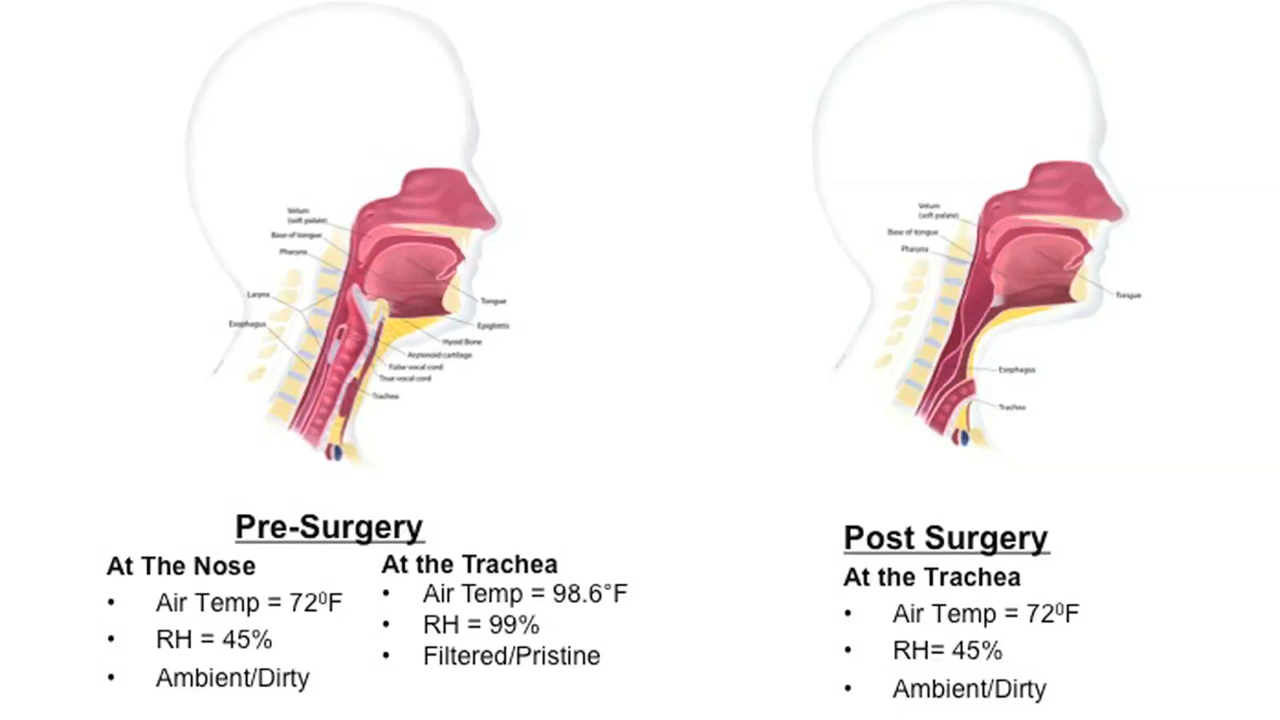 Velum
(soft palate)
Base of tongue
Pharynx
Larynx
Esophagus
Tongue
Epiglottis
Hyoid Bone
Arytenoid cartilage
False vocal cord
True vocal cord
Trachea
Velum
(soft palate)
Base of tongue
Pharynx
Tongue
Esophagus
Trachea
Pre-Surgery
At The Nose
• Air Temp = 72⁰F
• RH = 45%
• Ambient/Dirty
At the Trachea
• Air Temp = 98.6°F
• RH = 99%
• Filtered/Pristine
Post Surgery
At the Trachea
• Air Temp = 72⁰F
• RH= 45%
• Ambient/Dirty